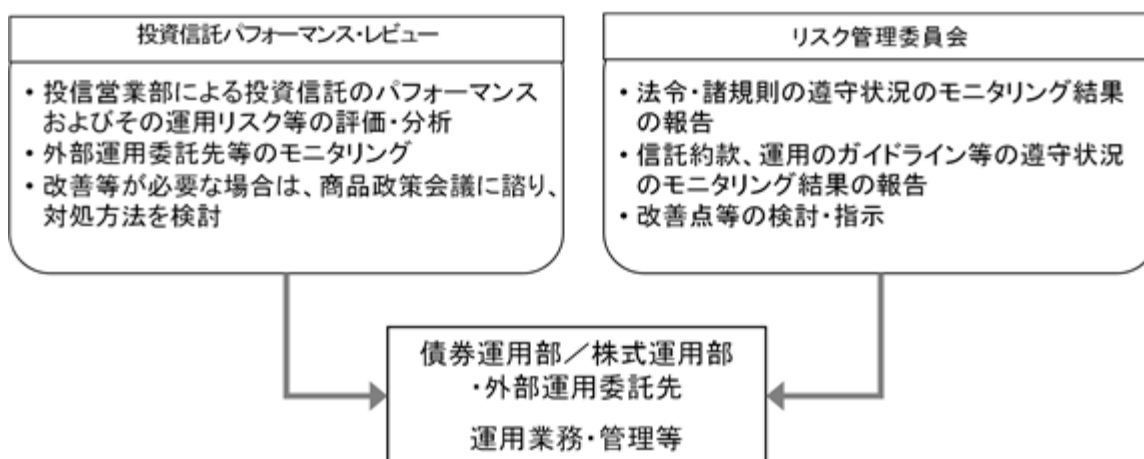 投資信託パフォーマンス・レビュー
・投信営業部による投資信託のパフォーマンス
およびその運用リスク等の評価・分析
・外部運用委託先等のモニタリング
・改善等が必要な場合は、商品政策会議に諮り、
対処方法を検討
リスク管理委員会
・法令・諸規則の遵守状況のモニタリング結果
の報告
・信託約款、運用のガイドライン等の遵守状況
のモニタリング結果の報告
・改善点等の検討・指示
債券運用部／株式運用部
・外部運用委託先
運用業務・管理等